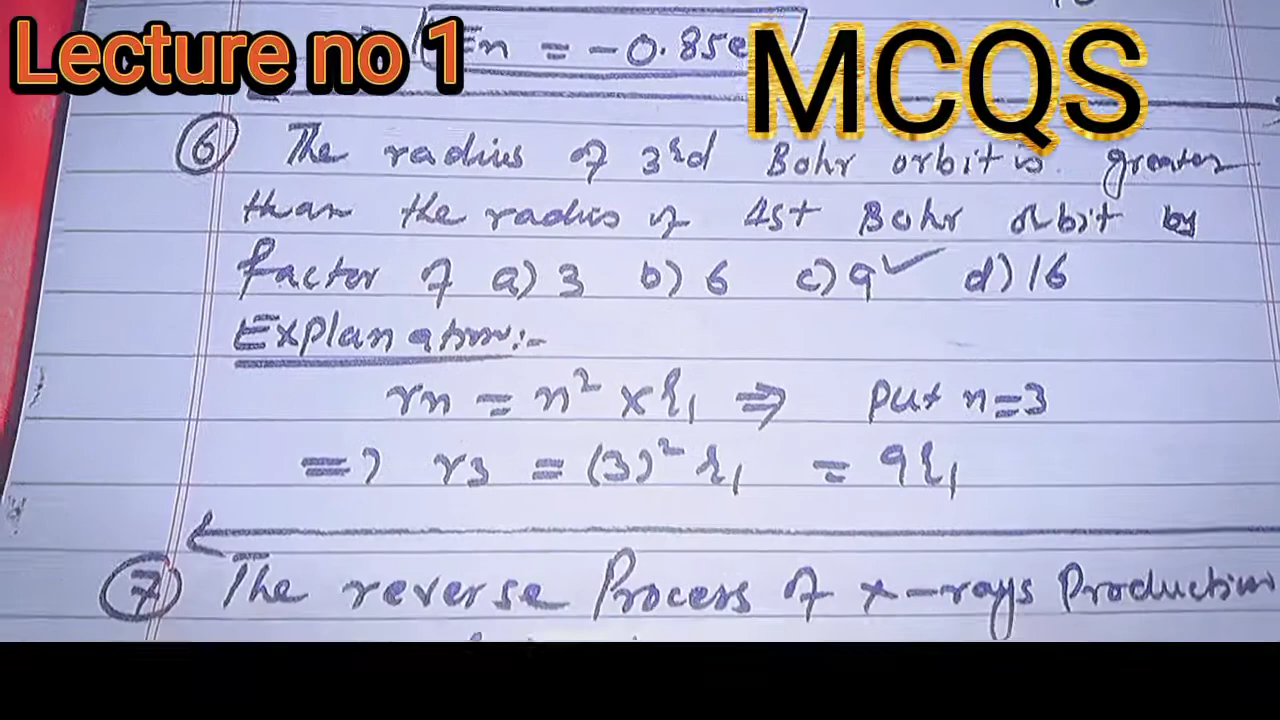 Lecture no 1
MCQS
En = -0.85e
6 The radius of 3rd Bohr orbit is greater
than the radius of 1st Bohr orbit by
factor of a) 3 b) 6 c) 9 ✓ d) 16
Explanation:-
rn = n² × r₁ ⇒ Put n=3
=> r3 = (3)² r₁ = 9r₁
7 The reverse Process of x-rays Production